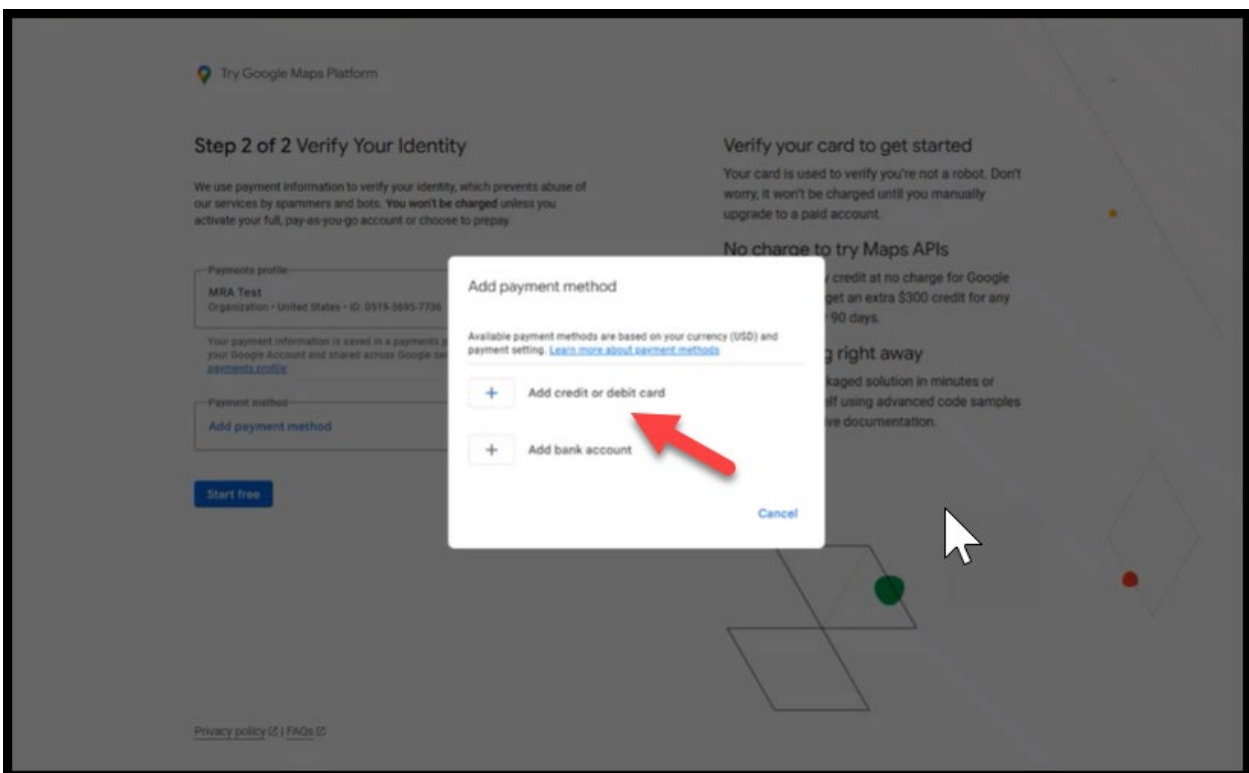 Try Google Maps Platform
Step 2 of 2 Verify Your Identity
We use payment information to verify your identity, which prevents abuse of
our services by spammers and bots. You won't be charged unless you
activate your full, pay-as-you-go account or choose to prepay.
Payments profile
MRA Test
Organization • United States • ID: 0519-3695-7736
Your payment information is saved in a payments
your Google Account and shared across Google
payments profile
Payment method
Add payment method
Start free
Add payment method
Available payment methods are based on your currency (USD) and
payment setting. Learn more about payment methods
Add credit or debit card
Add bank account
Cancel
Verify your card to get started
Your card is used to verify you're not a robot. Don't
worry, it won't be charged until you manually
upgrade to a paid account.
No charge to try Maps APIs
credit at no charge for Google
get an extra $300 credit for any
90 days.
right away
solution in minutes or
using advanced code samples
documentation.
Privacy policy | FAQs